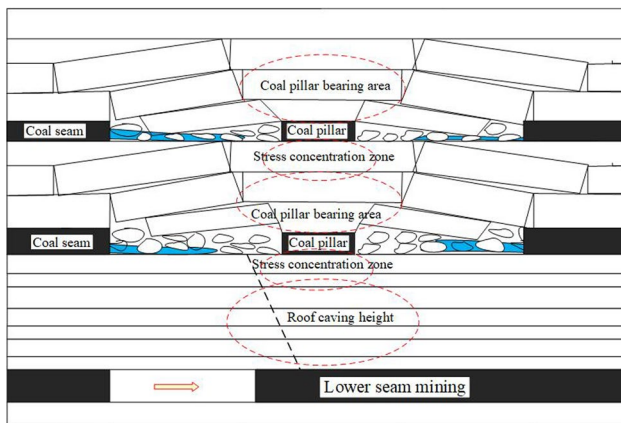 Coal pillar bearing area
Coal seam
Coal pillar
Stress concentration zone
Coal pillar bearing area
Coal seam
Coal pillar
Stress concentration zone
Roof caving height
Lower seam mining